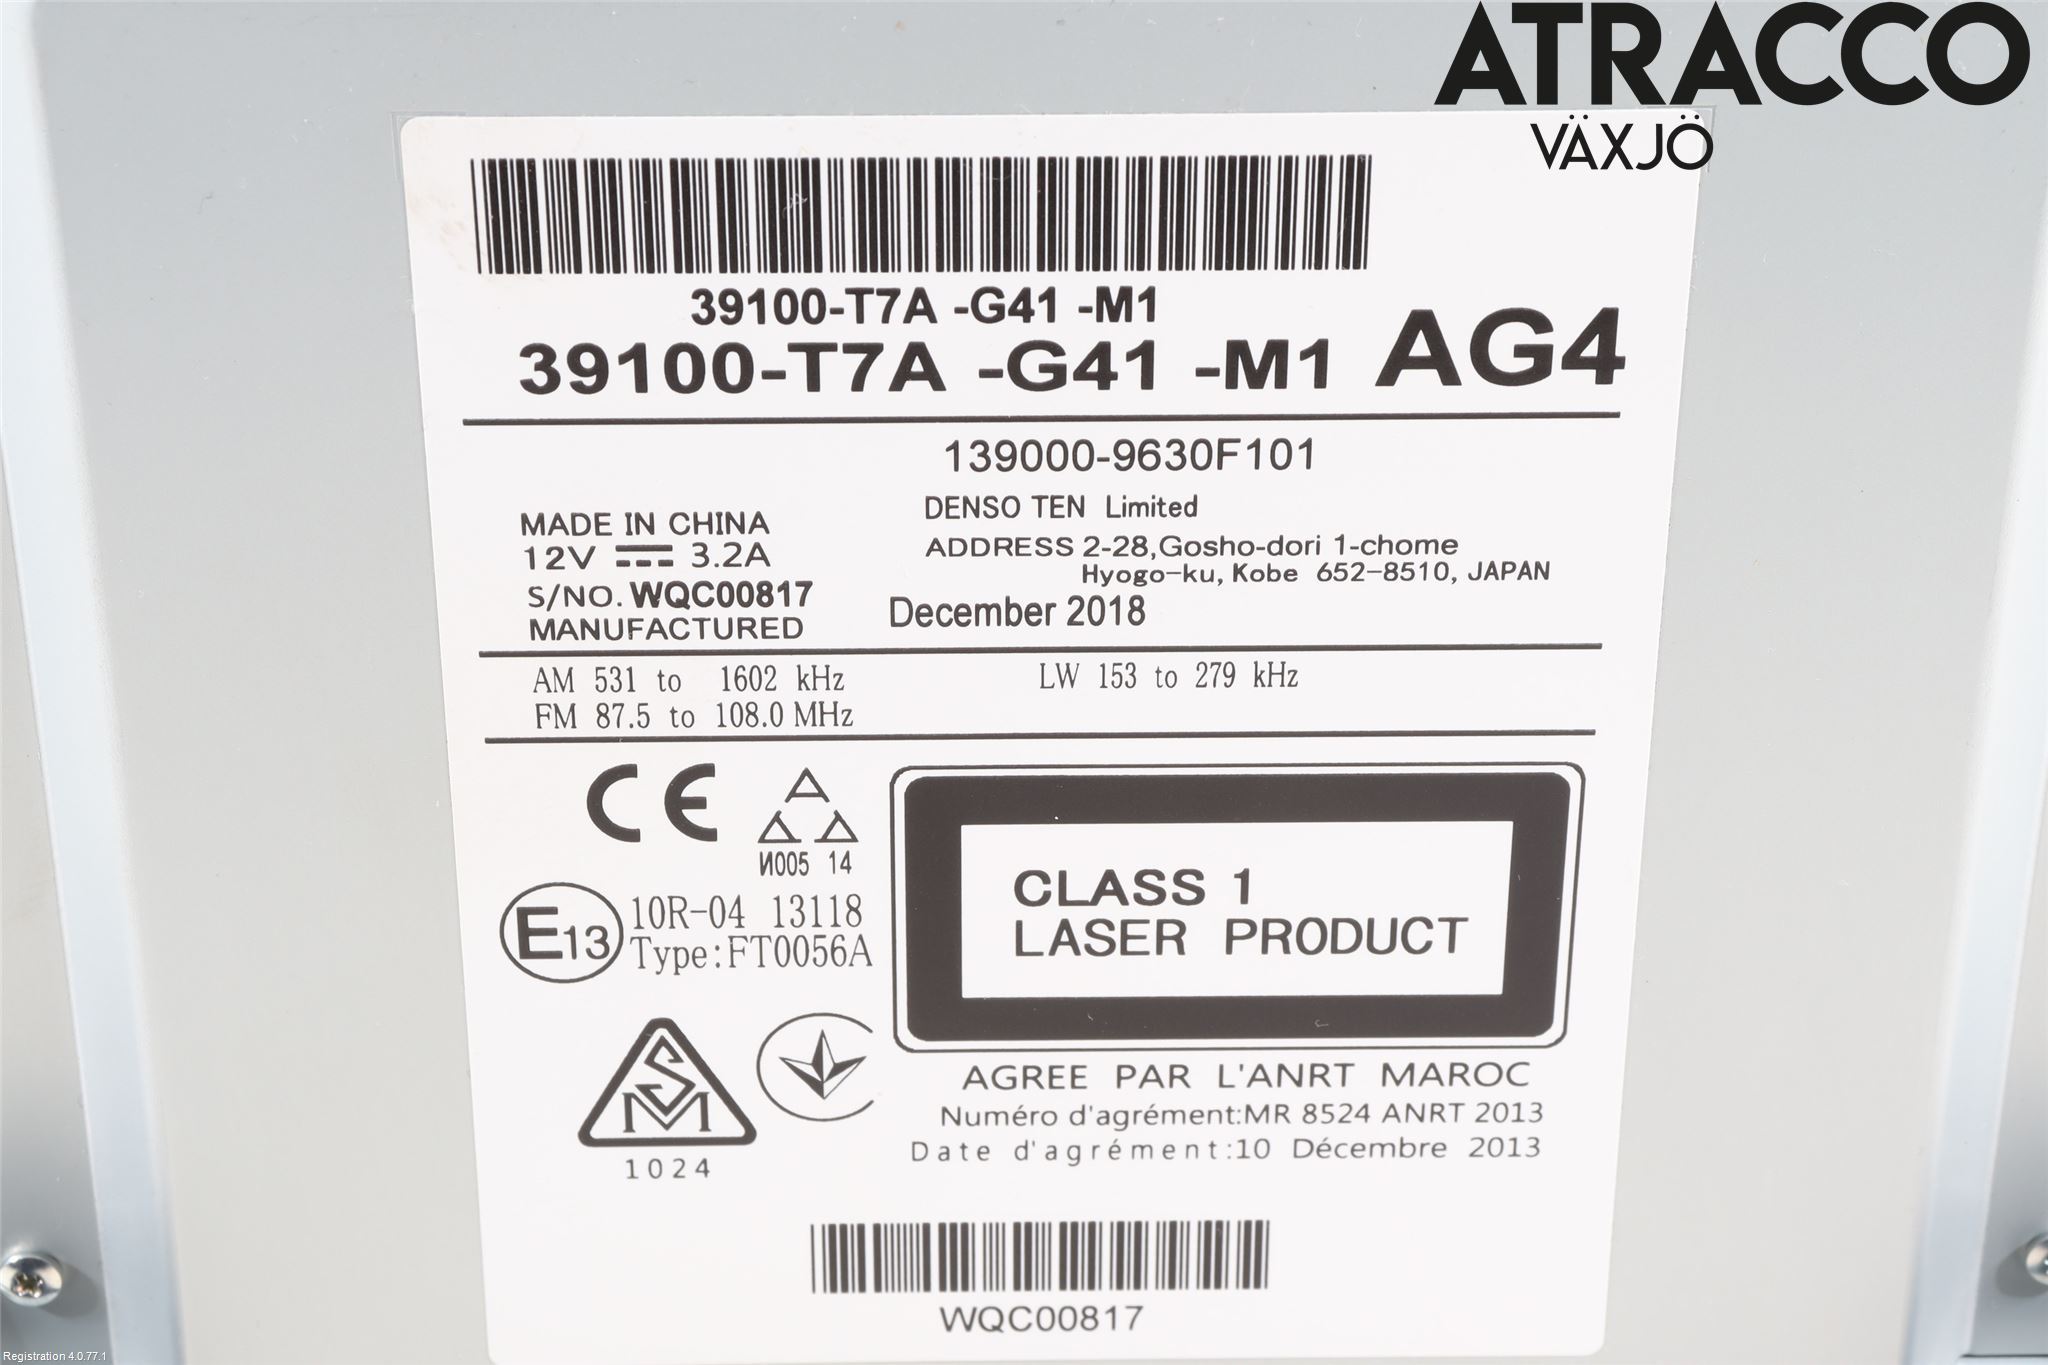 ATRACCO
VÄXJÖ
39100-T7A -G41 -M1
39100-T7A -G41 -M1 AG4
139000-9630F101
DENSO TEN Limited
MADE IN CHINA
12V 3.2A
ADDRESS 2-28,Gosho-dori 1-chome
Hyogo-ku, Kobe 652-8510, JAPAN
S/NO. WQC00817
MANUFACTURED December 2018
AM 531 to 1602 kHz LW 153 to 279 kHz
FM 87.5 to 108.0 MHz
CE
И005 14
E13
10R-04 13118
Type:FT0056A
CLASS 1
LASER PRODUCT
SM
1024
AGREE PAR L'ANRT MAROC
Numéro d'agrément:MR 8524 ANRT 2013
Date d'agrément:10 Décembre 2013
WQC00817
Registration 4.0.77.1